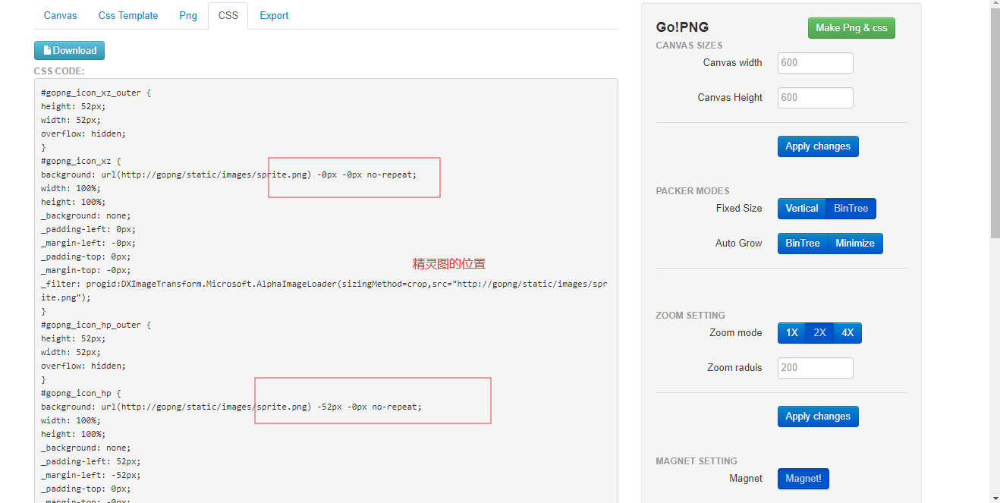 Canvas
Css Template
Png
CSS
Export
Download
CSS CODE:
#gopng_icon_xz_outer {
height: 52px;
width: 52px;
overflow: hidden;
}
#gopng_icon_xz {
background: url(http://gopng/static/images/sprite.png) -0px -0px no-repeat;
width: 100%;
height: 100%;
_background: none;
_padding-left: 0px;
_margin-left: -0px;
_padding-top: 0px;
_margin-top: -0px;
精灵图的位置
_filter: progid:DXImageTransform.Microsoft.AlphaImageLoader(sizingMethod=crop,src="http://gopng/static/images/spr
ite.png");
}
#gopng_icon_hp_outer {
height: 52px;
width: 52px;
overflow: hidden;
}
#gopng_icon_hp {
background: url(http://gopng/static/images/sprite.png) -52px -0px no-repeat;
width: 100%;
height: 100%;
_background: none;
_padding-left: 52px;
_margin-left: -52px;
_padding-top: 0px;
_margin-top: -0px;
Go!PNG
Make Png & css
CANVAS SIZES
Canvas width
600
Canvas Height
600
Apply changes
PACKER MODES
Fixed Size
Vertical
BinTree
Auto Grow
BinTree
Minimize
ZOOM SETTING
Zoom mode
1X
2X
4X
Zoom raduis
200
Apply changes
MAGNET SETTING
Magnet
Magnet!